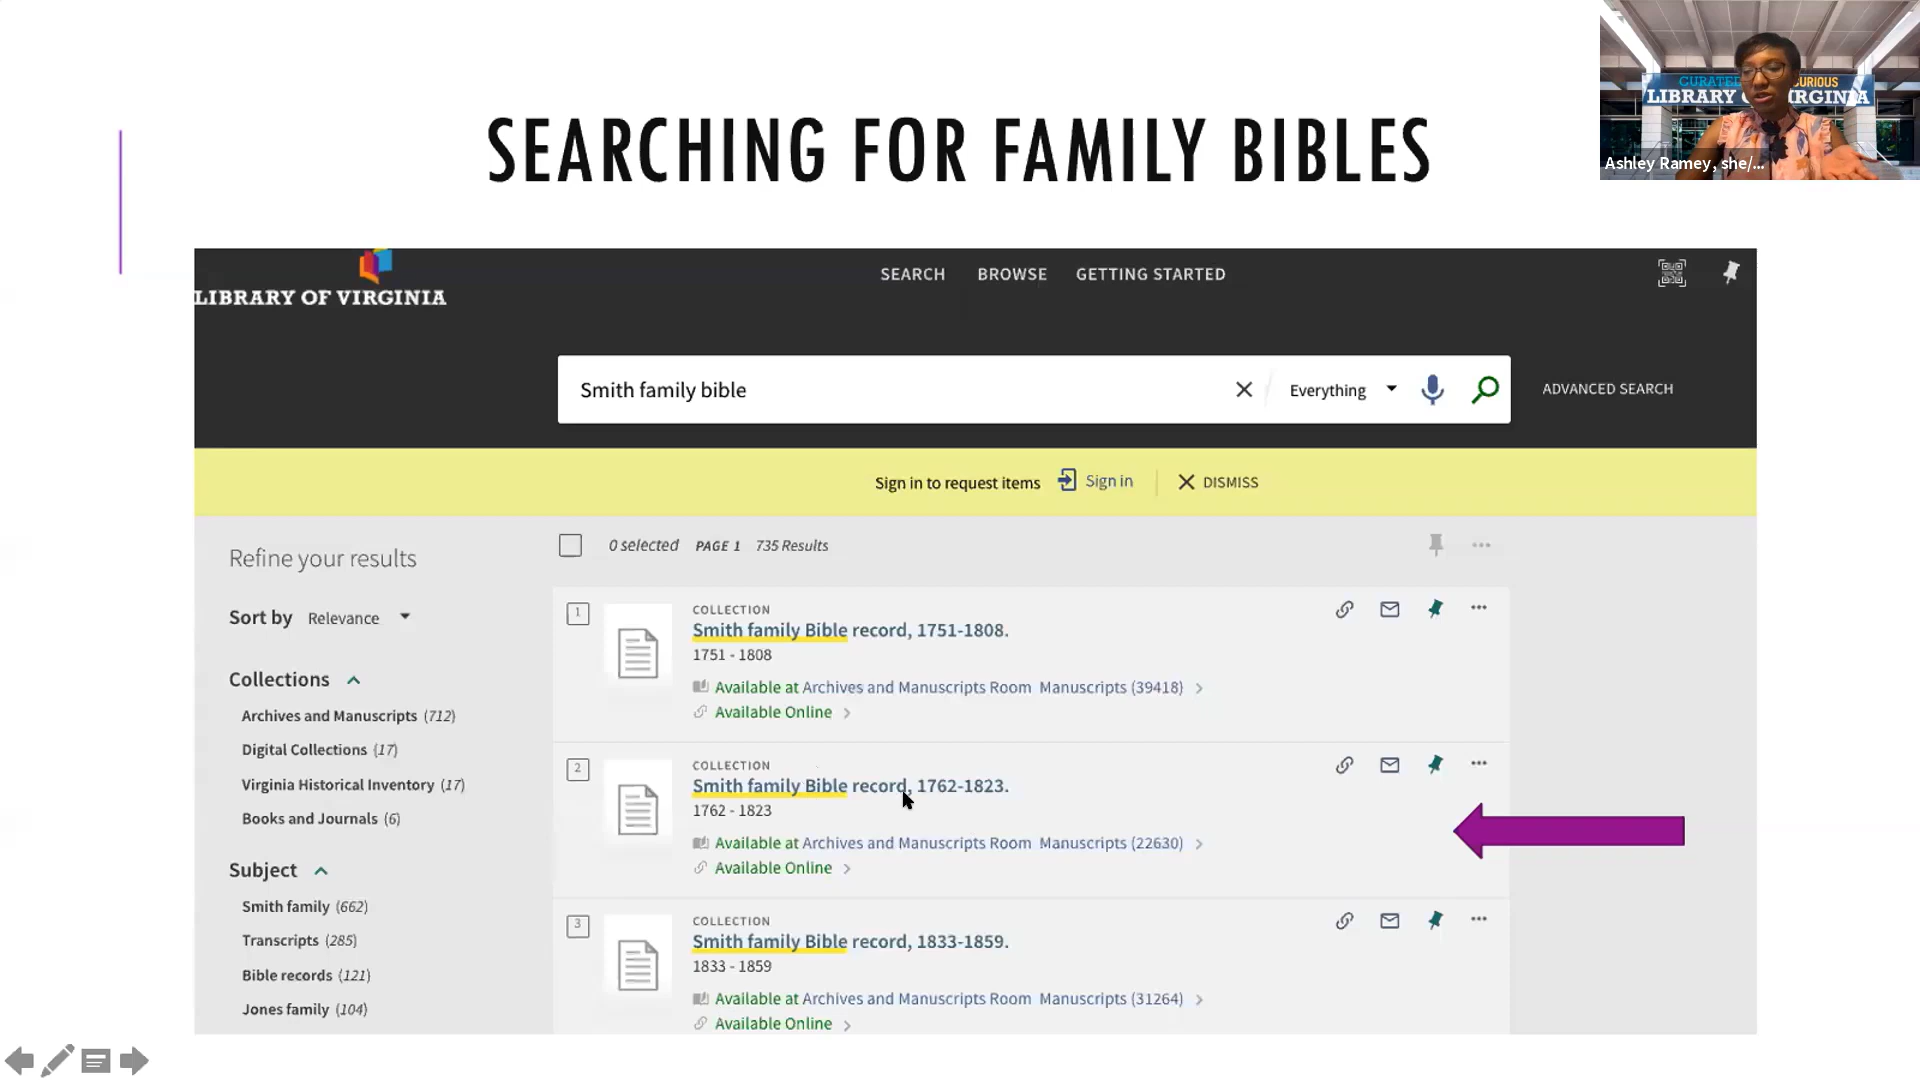 SEARCHING FOR FAMILY BIBLES
CURATED
URIOUS
LIBRARY
VIRGINIA
Ashley Ramey, she/...
LIBRARY OF VIRGINIA
SEARCH BROWSE GETTING STARTED
Smith family bible
Everything
ADVANCED SEARCH
Sign in to request items Sign in DISMISS
Refine your results
Sort by Relevance
Collections
Archives and Manuscripts (712)
Digital Collections (17)
Virginia Historical Inventory (17)
Books and Journals (6)
Subject
Smith family (662)
Transcripts (285)
Bible records (121)
Jones family (104)
0 selected PAGE 1 735 Results
1
COLLECTION
Smith family Bible record, 1751-1808.
1751 - 1808
Available at Archives and Manuscripts Room Manuscripts (39418)
Available Online
2
COLLECTION
Smith family Bible record, 1762-1823.
1762 - 1823
Available at Archives and Manuscripts Room Manuscripts (22630)
Available Online
3
COLLECTION
Smith family Bible record, 1833-1859.
1833 - 1859
Available at Archives and Manuscripts Room Manuscripts (31264)
Available Online